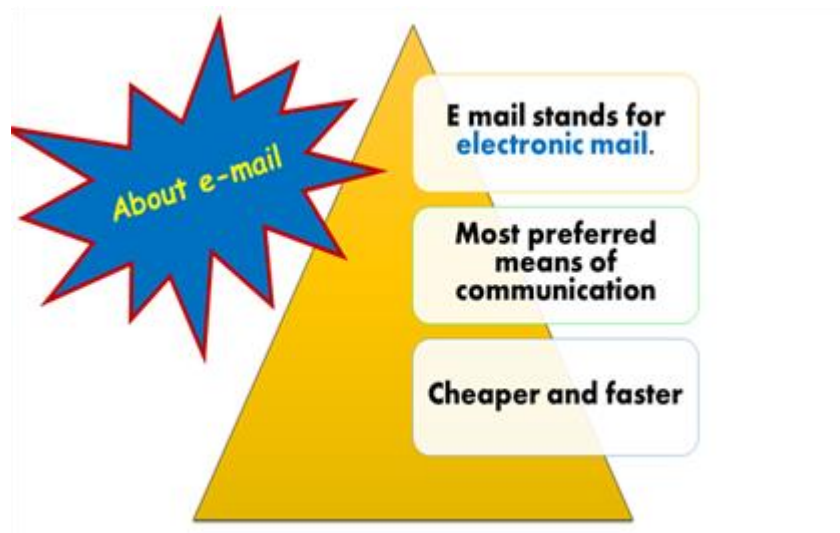 About e-mail
E mail stands for
electronic mail.
Most preferred
means of
communication
Cheaper and faster